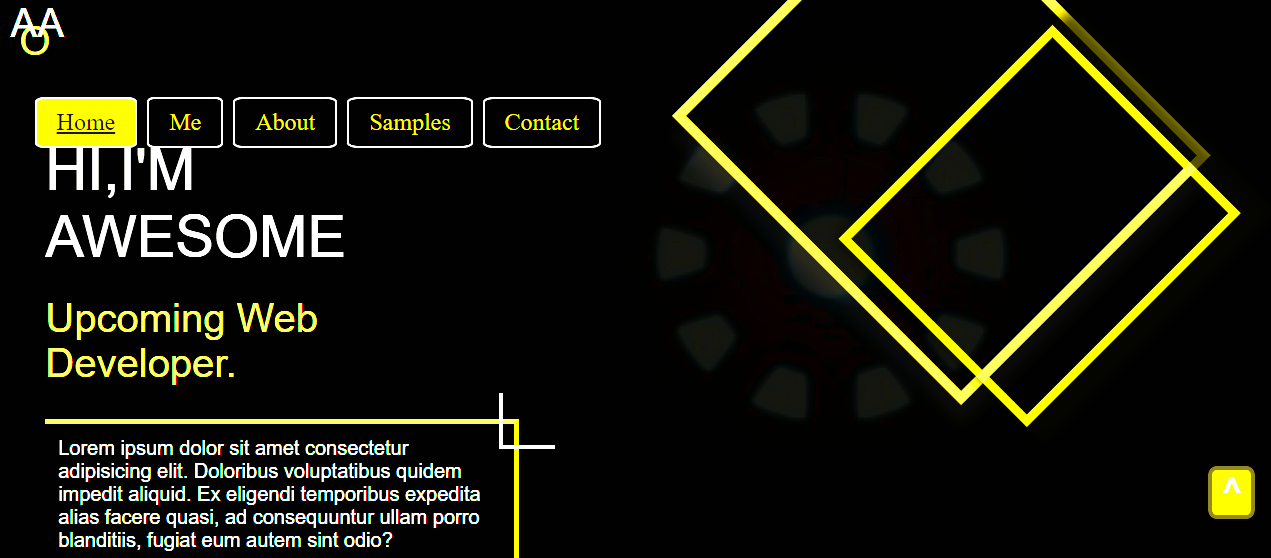 AA
O
Home Me About Samples Contact
HI,I'M
AWESOME
Upcoming Web
Developer.
Lorem ipsum dolor sit amet consectetur
adipisicing elit. Doloribus voluptatibus quidem
impedit aliquid. Ex eligendi temporibus expedita
alias facere quasi, ad consequuntur ullam porro
blanditiis, fugiat eum autem sint odio?
^